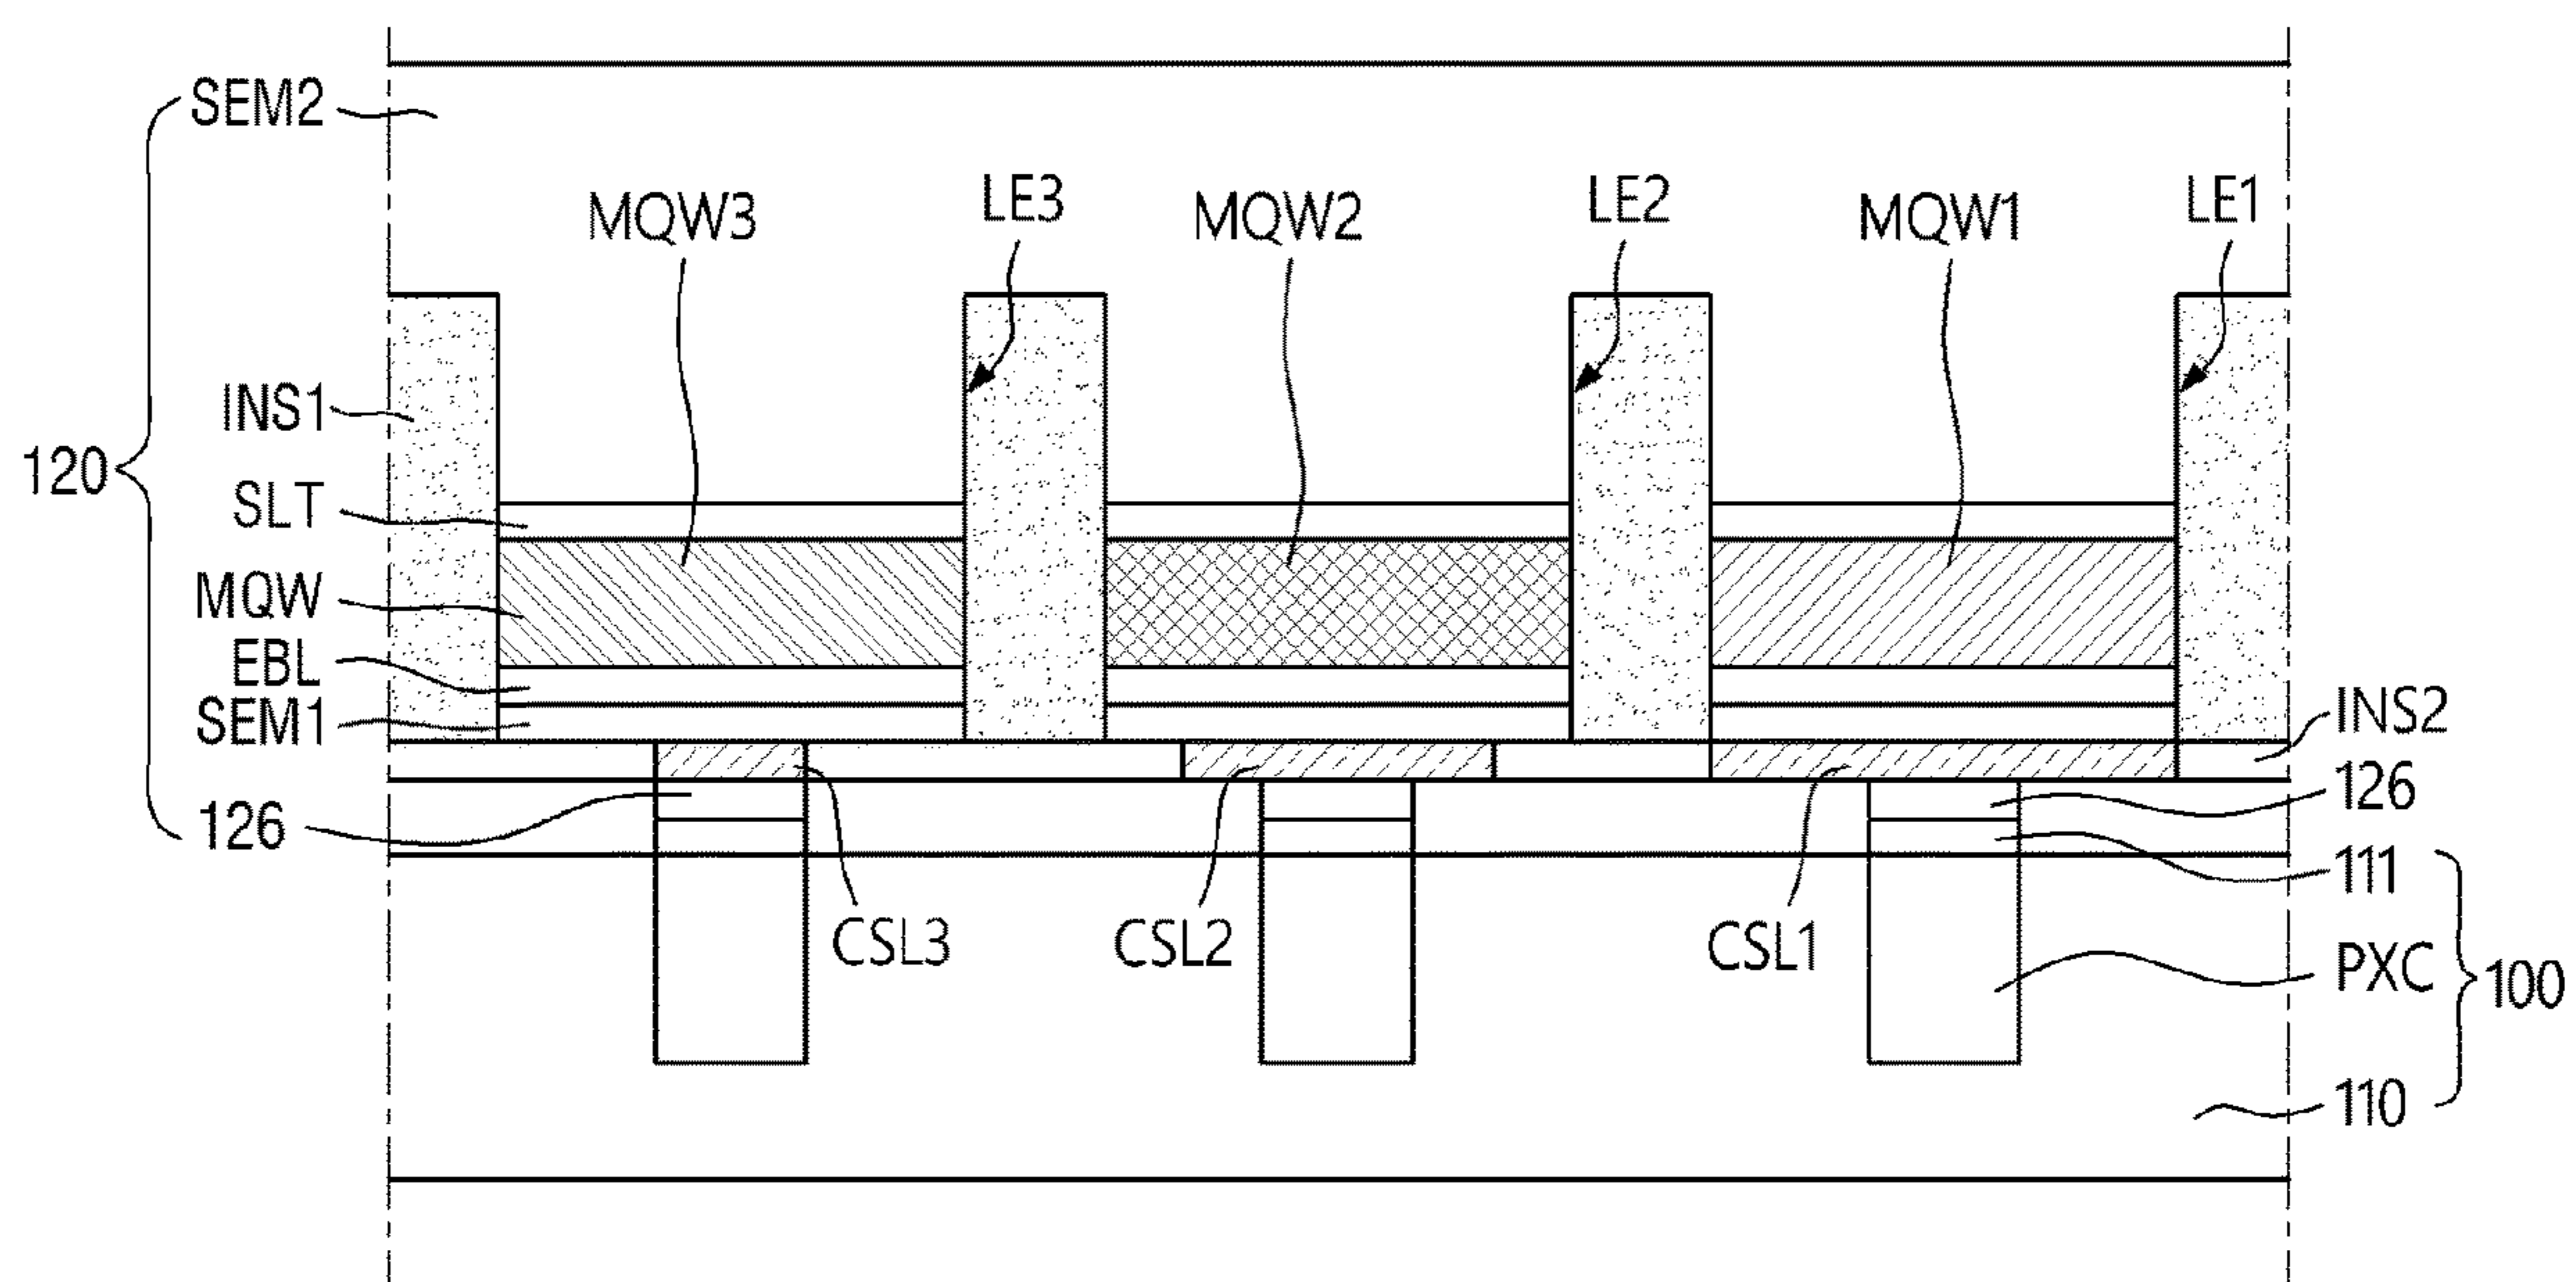 SEM2
MQW3
LE3
MQW2
LE2
MQW1
LE1
INS1
120
SLT
MQW
EBL
SEM1
INS2
126
126
111
CSL3
CSL2
CSL1
PXC
100
110